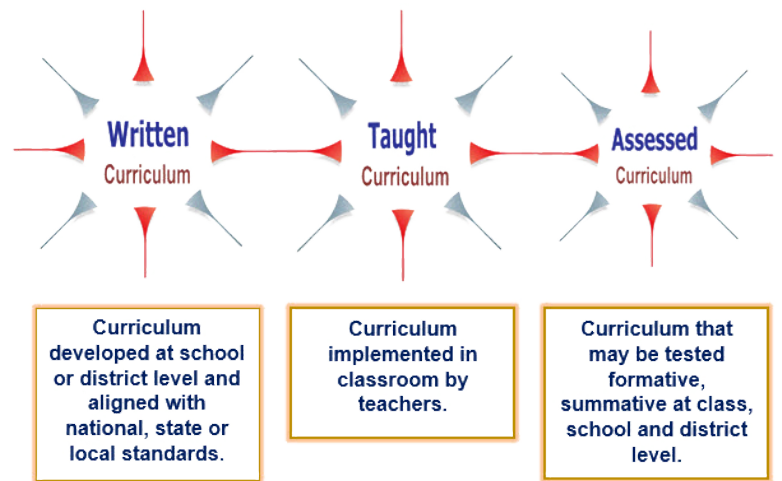 Written
Curriculum
Taught
Curriculum
Assessed
Curriculum
Curriculum
developed at school
or district level and
aligned with
national, state or
local standards.
Curriculum
implemented in
classroom by
teachers.
Curriculum that
may be tested
formative,
summative at class,
school and district
level.